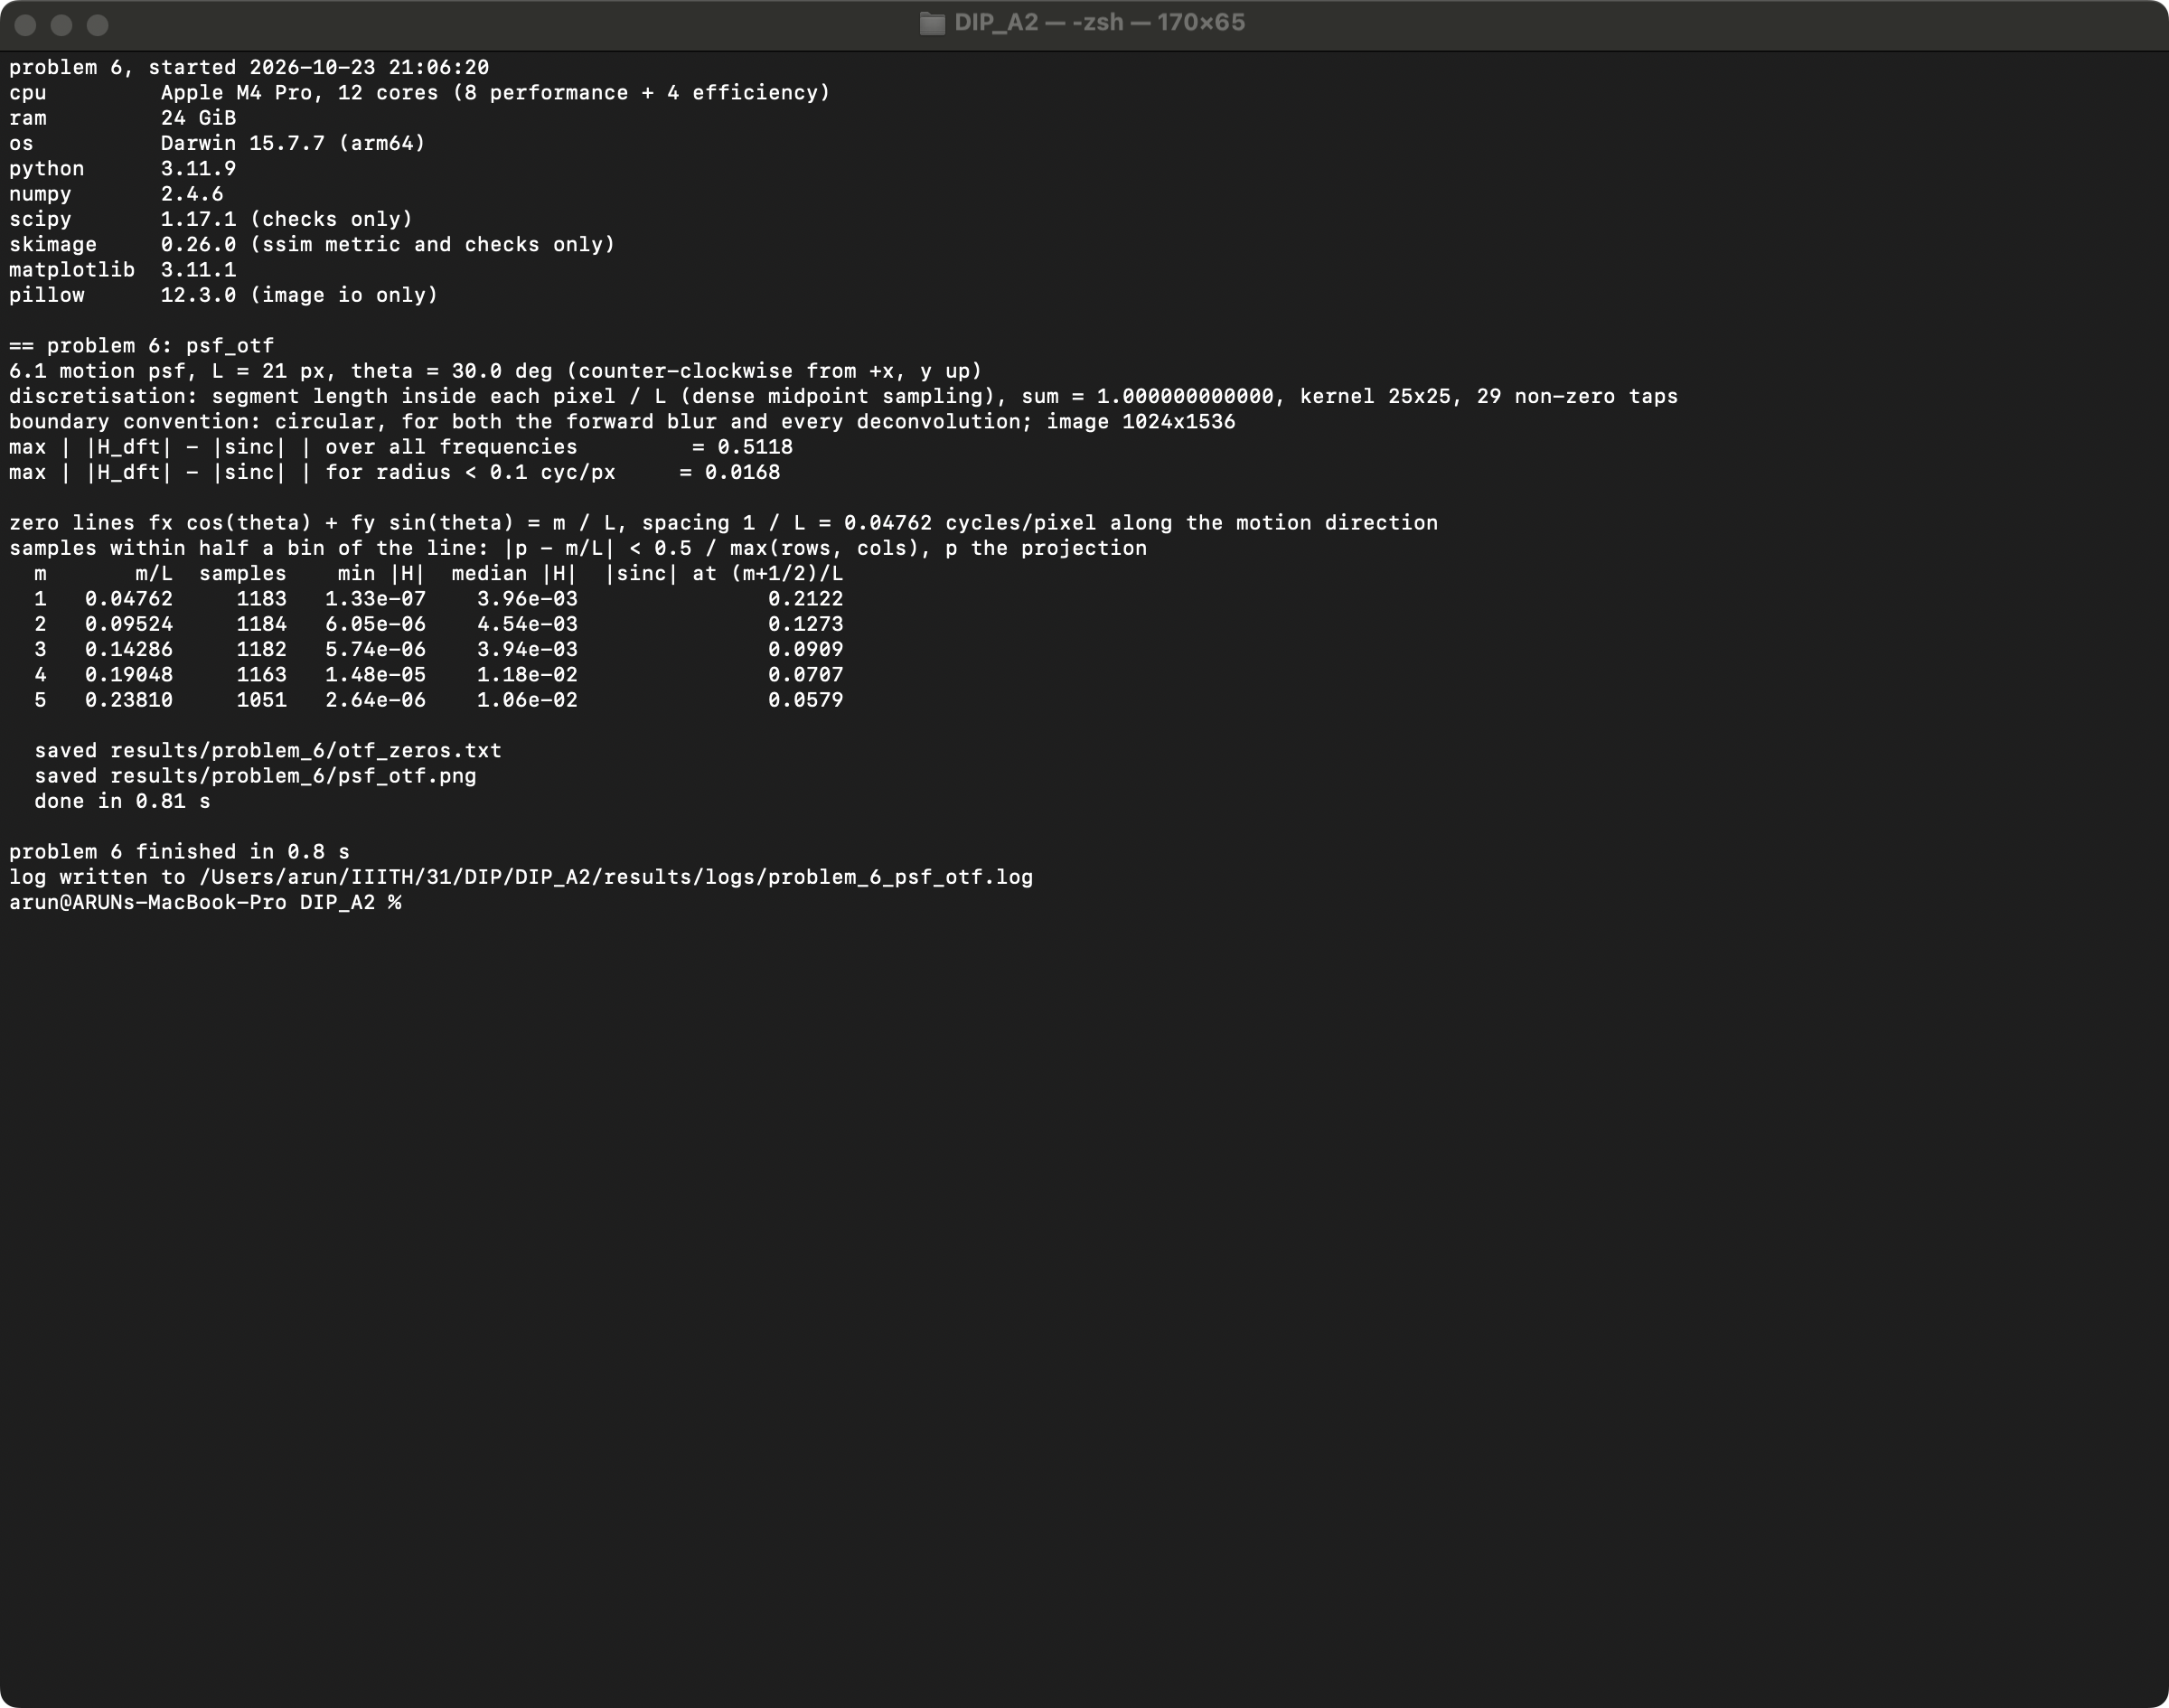 DIP_A2 — -zsh — 170×65
problem 6, started 2026-10-23 21:06:20
cpu         Apple M4 Pro, 12 cores (8 performance + 4 efficiency)
ram         24 GiB
os          Darwin 15.7.7 (arm64)
python      3.11.9
numpy       2.4.6
scipy       1.17.1 (checks only)
skimage     0.26.0 (ssim metric and checks only)
matplotlib  3.11.1
pillow      12.3.0 (image io only)

== problem 6: psf_otf
6.1 motion psf, L = 21 px, theta = 30.0 deg (counter-clockwise from +x, y up)
discretisation: segment length inside each pixel / L (dense midpoint sampling), sum = 1.000000000000, kernel 25x25, 29 non-zero taps
boundary convention: circular, for both the forward blur and every deconvolution; image 1024x1536
max | |H_dft| - |sinc| | over all frequencies         = 0.5118
max | |H_dft| - |sinc| | for radius < 0.1 cyc/px     = 0.0168

zero lines fx cos(theta) + fy sin(theta) = m / L, spacing 1 / L = 0.04762 cycles/pixel along the motion direction
samples within half a bin of the line: |p - m/L| < 0.5 / max(rows, cols), p the projection
  m       m/L  samples    min |H|  median |H|  |sinc| at (m+1/2)/L
  1   0.04762     1183   1.33e-07    3.96e-03               0.2122
  2   0.09524     1184   6.05e-06    4.54e-03               0.1273
  3   0.14286     1182   5.74e-06    3.94e-03               0.0909
  4   0.19048     1163   1.48e-05    1.18e-02               0.0707
  5   0.23810     1051   2.64e-06    1.06e-02               0.0579

  saved results/problem_6/otf_zeros.txt
  saved results/problem_6/psf_otf.png
  done in 0.81 s

problem 6 finished in 0.8 s
log written to /Users/arun/IIITH/31/DIP/DIP_A2/results/logs/problem_6_psf_otf.log
arun@ARUNs-MacBook-Pro DIP_A2 %